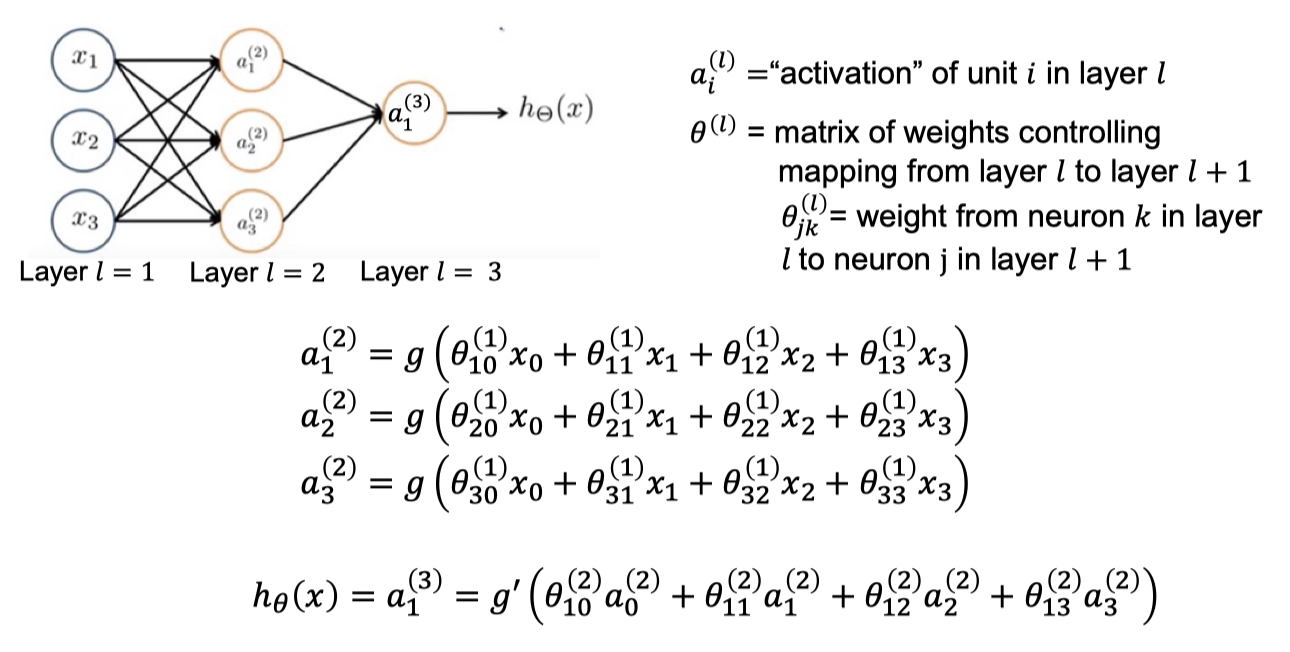 x₁ a₁⁽²⁾
a₁⁽³⁾ h_Θ(x)
x₂ a₂⁽²⁾
x₃ a₃⁽²⁾
Layer l = 1 Layer l = 2 Layer l = 3
aᵢ⁽ˡ⁾ =“activation” of unit i in layer l
θ⁽ˡ⁾ = matrix of weights controlling
mapping from layer l to layer l + 1
θⱼₖ⁽ˡ⁾= weight from neuron k in layer
l to neuron j in layer l + 1
a₁⁽²⁾ = g(θ₁₀⁽¹⁾x₀ + θ₁₁⁽¹⁾x₁ + θ₁₂⁽¹⁾x₂ + θ₁₃⁽¹⁾x₃)
a₂⁽²⁾ = g(θ₂₀⁽¹⁾x₀ + θ₂₁⁽¹⁾x₁ + θ₂₂⁽¹⁾x₂ + θ₂₃⁽¹⁾x₃)
a₃⁽²⁾ = g(θ₃₀⁽¹⁾x₀ + θ₃₁⁽¹⁾x₁ + θ₃₂⁽¹⁾x₂ + θ₃₃⁽¹⁾x₃)
h_θ(x) = a₁⁽³⁾ = g′(θ₁₀⁽²⁾a₀⁽²⁾ + θ₁₁⁽²⁾a₁⁽²⁾ + θ₁₂⁽²⁾a₂⁽²⁾ + θ₁₃⁽²⁾a₃⁽²⁾)